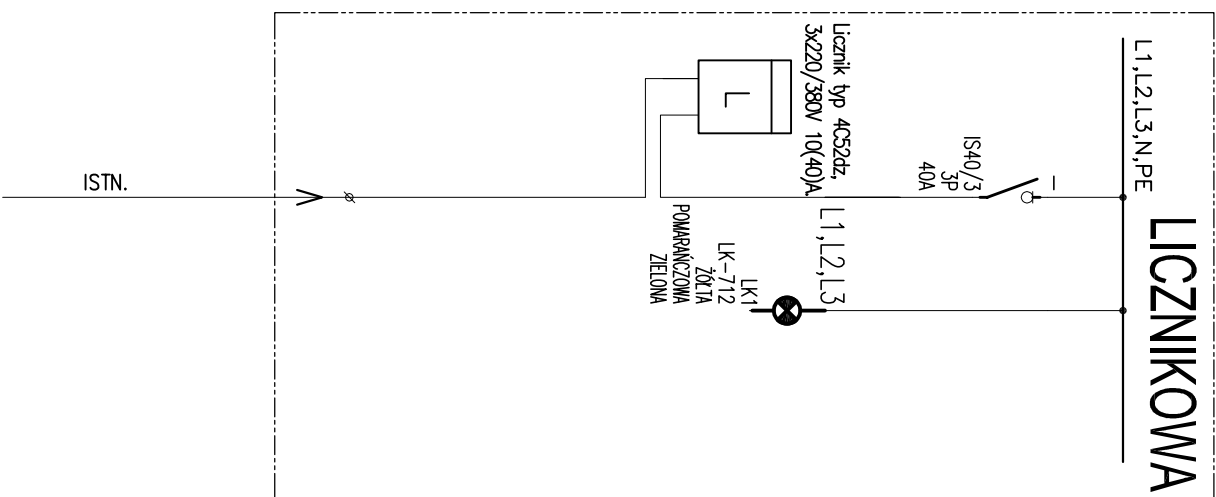 LICZNIKOWA
L1,L2,L3,N,PE
I
IS40/3
3P
40A
Licznik typ 4C52dz,
3x220/380V 10(40)A
L
L1,L2,L3
LK1
LK-712
ŻÓŁTA
POMARAŃCZOWA
ZIELONA
ISTN.